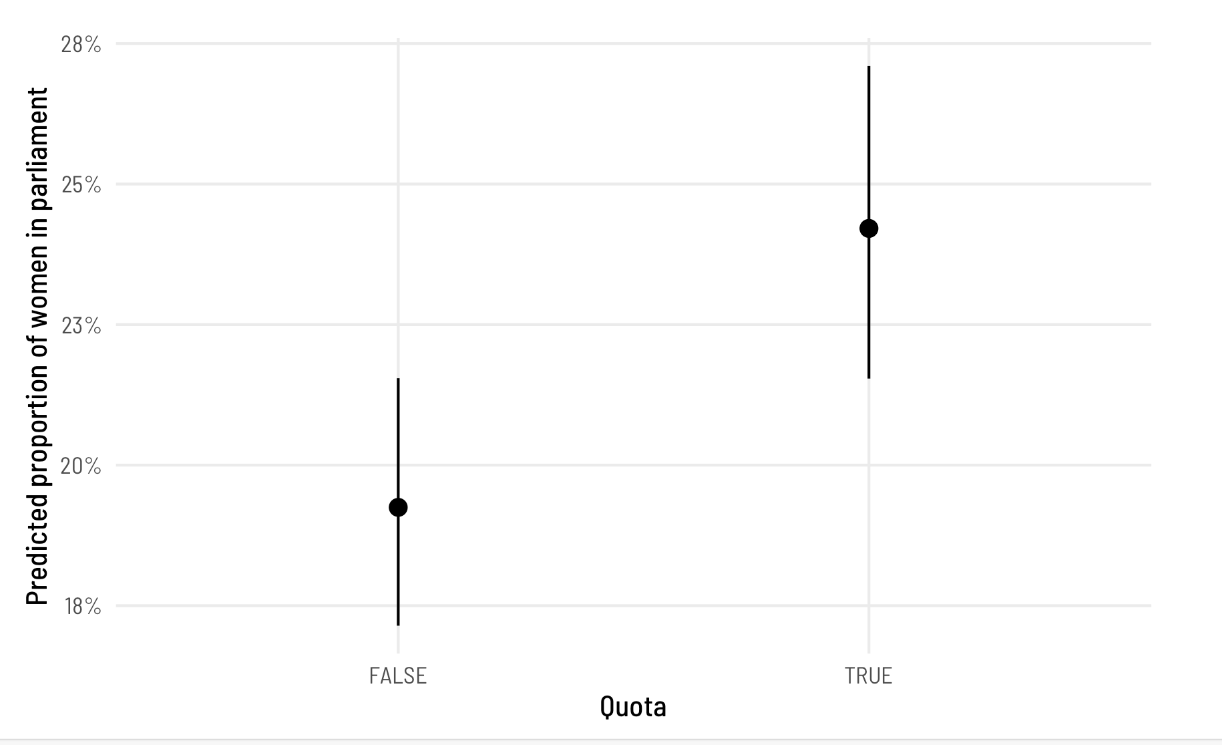 Predicted proportion of women in parliament
28%
25%
23%
20%
18%
FALSE
TRUE
Quota